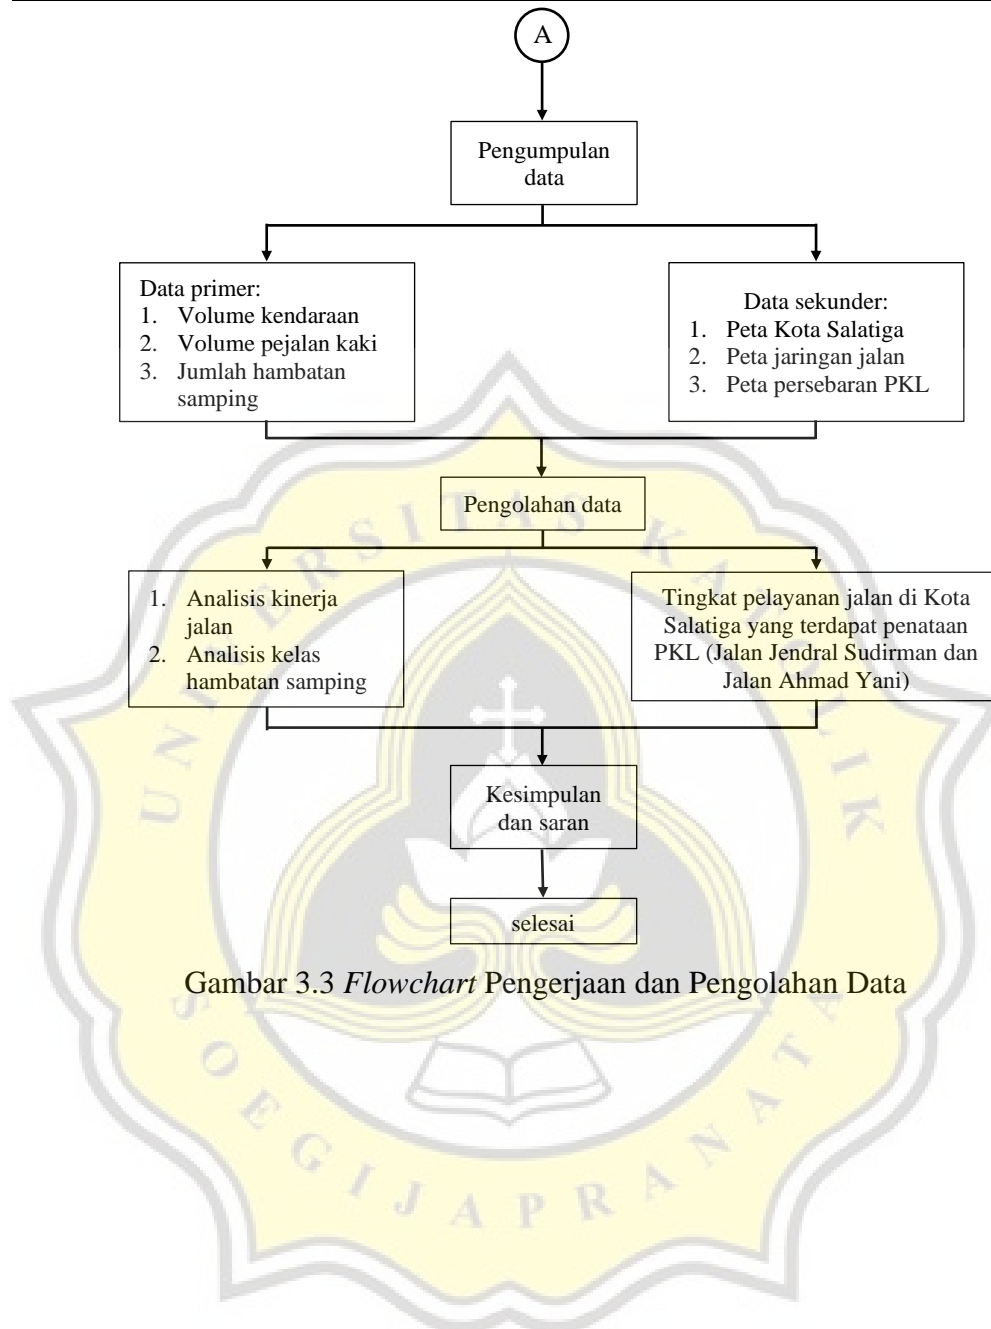 A
Pengumpulan
data
Data primer:
1. Volume kendaraan
2. Volume pejalan kaki
3. Jumlah hambatan
samping
Data sekunder:
1. Peta Kota Salatiga
2. Peta jaringan jalan
3. Peta persebaran PKL
Pengolahan data
1. Analisis kinerja
jalan
2. Analisis kelas
hambatan samping
Tingkat pelayanan jalan di Kota
Salatiga yang terdapat penataan
PKL (Jalan Jendral Sudirman dan
Jalan Ahmad Yani)
Kesimpulan
dan saran
selesai
Gambar 3.3 Flowchart Pengerjaan dan Pengolahan Data
UNIVERSITAS KATOLIK
SOEGIJAPRANATA